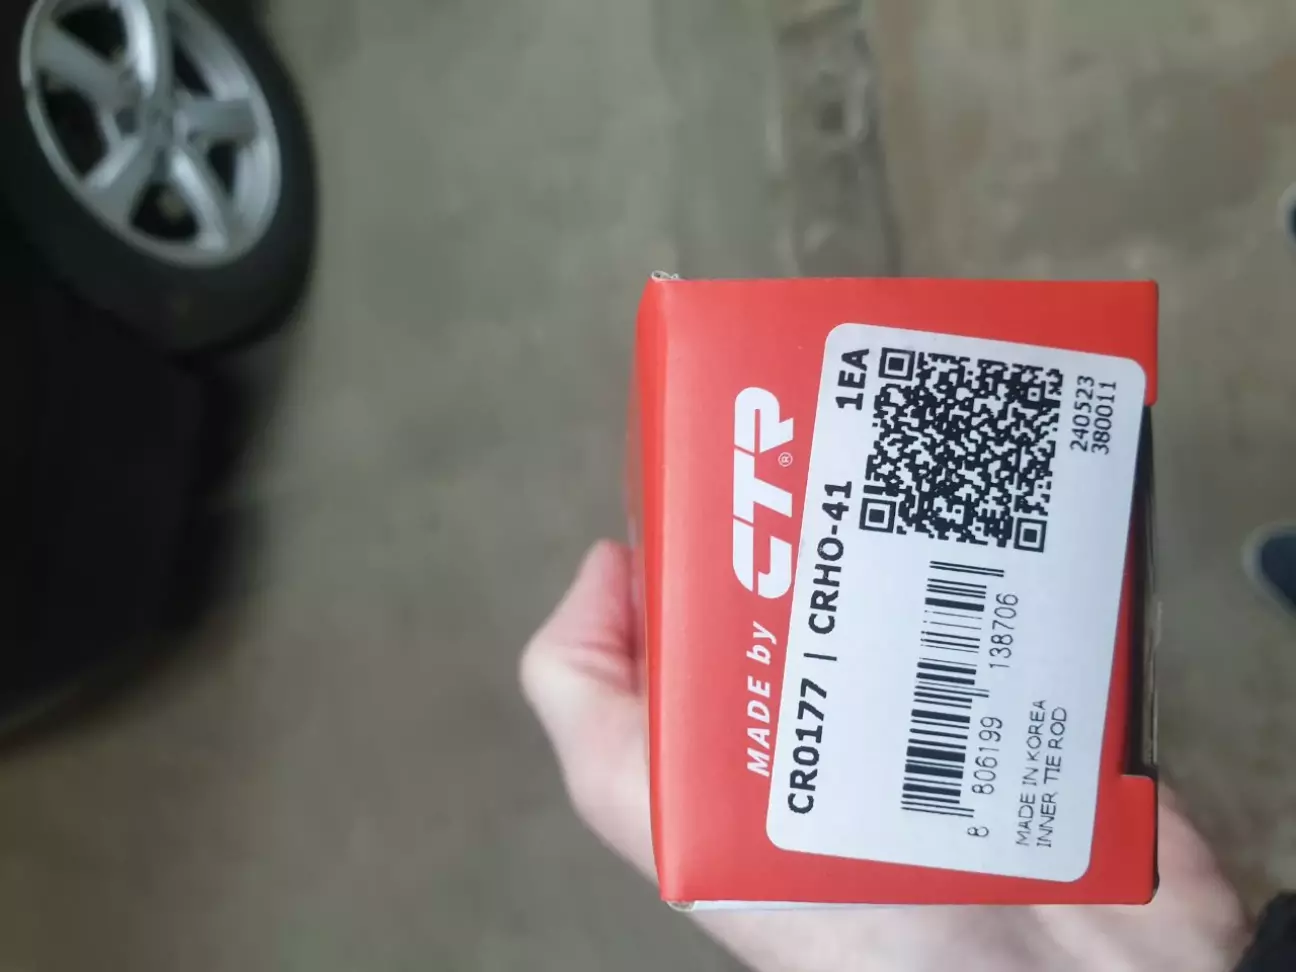 MADE by CTR®
CR0177 | CRHO-41 1EA
8 806199 138706
240523
380011
MADE IN KOREA
INNER TIE ROD